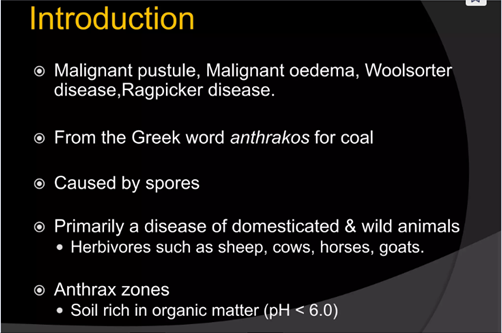 Introduction
Malignant pustule, Malignant oedema, Woolsorter
disease,Ragpicker disease.
From the Greek word anthrakos for coal
Caused by spores
Primarily a disease of domesticated & wild animals
Herbivores such as sheep, cows, horses, goats.
Anthrax zones
Soil rich in organic matter (pH < 6.0)